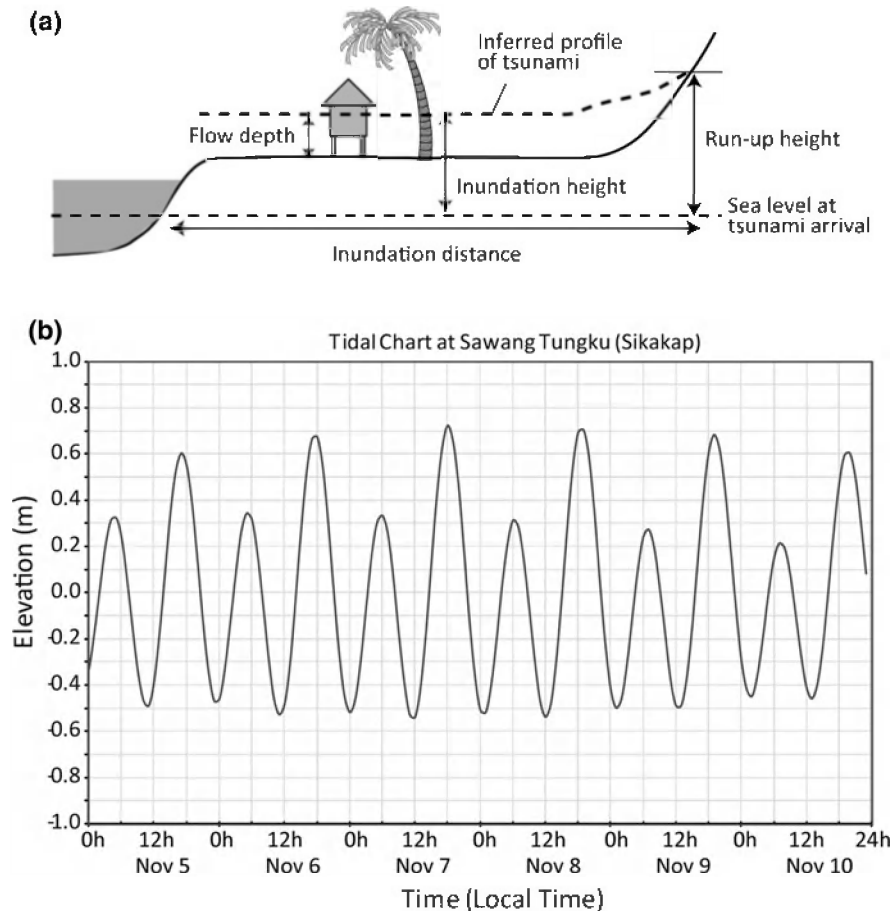 (a)
Inferred profile
of tsunami
Flow depth
Run-up height
Inundation height
Sea level at
tsunami arrival
Inundation distance
(b)
Tidal Chart at Sawang Tungku (Sikakap)
1.0
0.8
0.6
0.4
0.2
0.0
-0.2
-0.4
-0.6
-0.8
-1.0
Elevation (m)
0h 12h 0h 12h 0h 12h 0h 12h 0h 12h 0h 12h 24h
Nov 5 Nov 6 Nov 7 Nov 8 Nov 9 Nov 10
Time (Local Time)